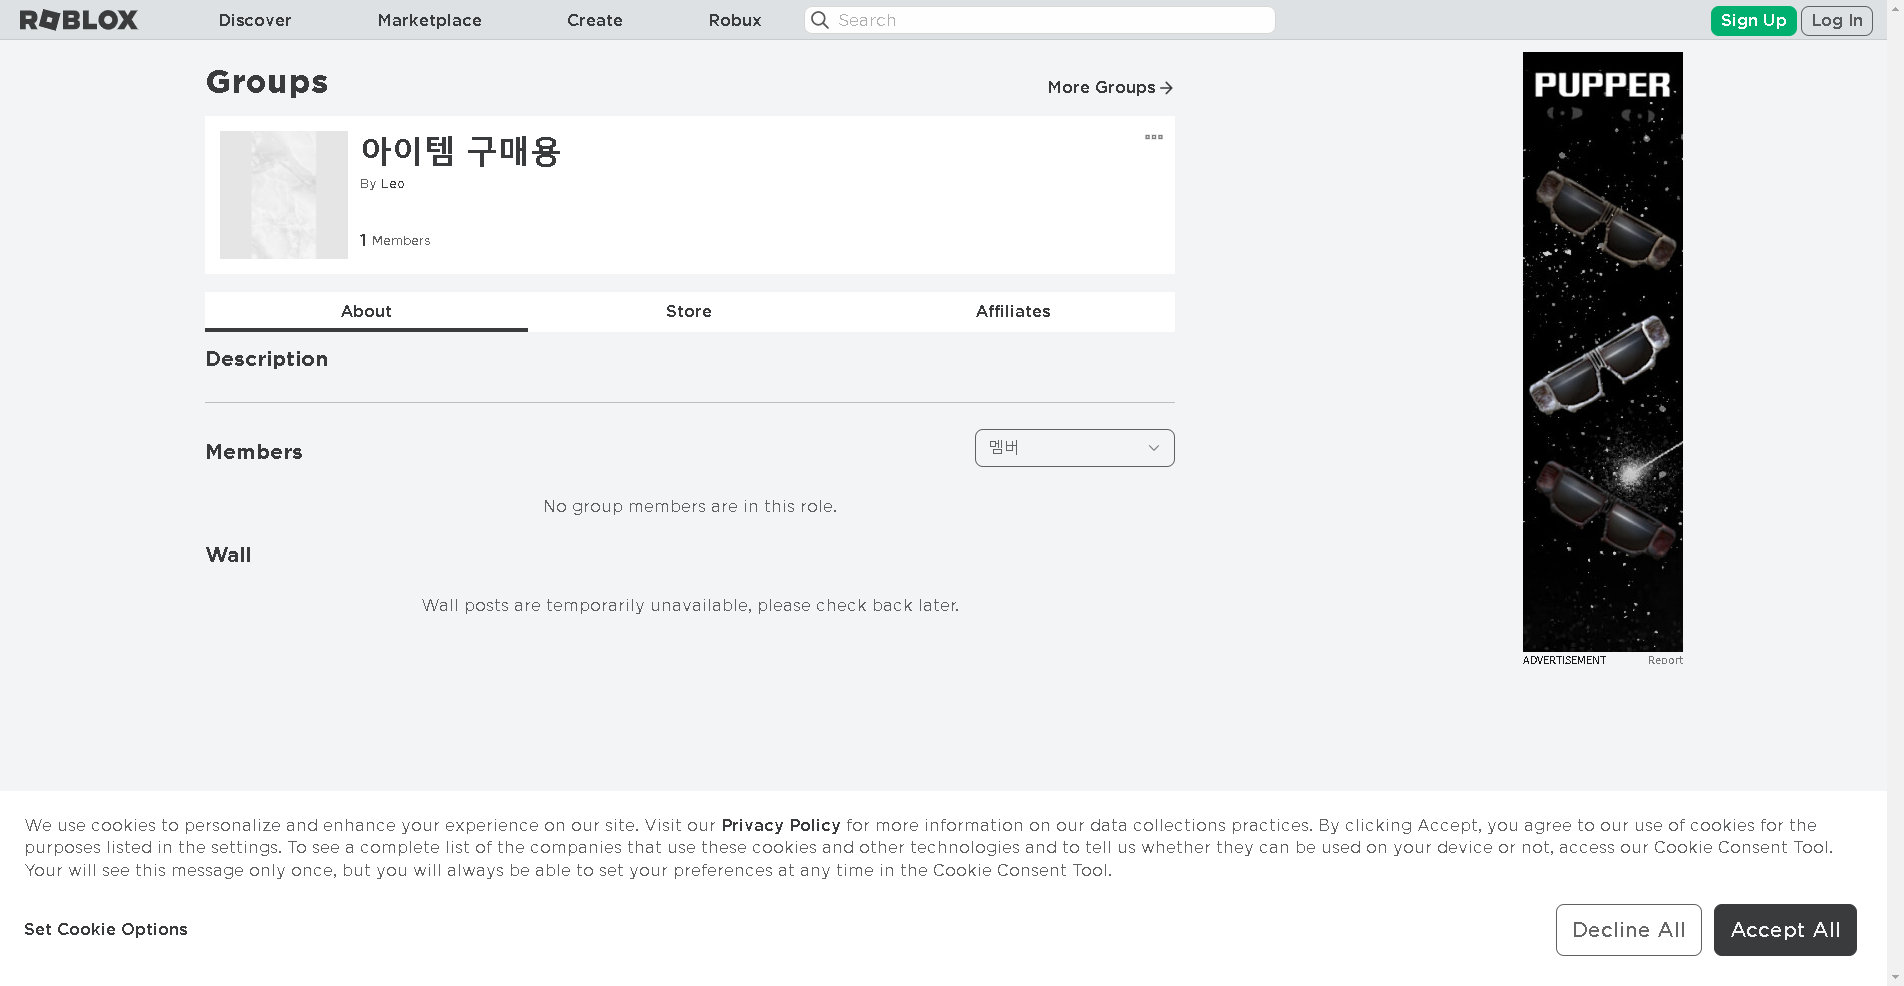 ROBLOX
Discover
Marketplace
Create
Robux
Search
Sign Up
Log In
Groups
More Groups
아이템 구매용
By Leo
1 Members
About
Store
Affiliates
Description
Members
멤버
No group members are in this role.
Wall
Wall posts are temporarily unavailable, please check back later.
PUPPER
ADVERTISEMENT
Report
We use cookies to personalize and enhance your experience on our site. Visit our Privacy Policy for more information on our data collections practices. By clicking Accept, you agree to our use of cookies for the
purposes listed in the settings. To see a complete list of the companies that use these cookies and other technologies and to tell us whether they can be used on your device or not, access our Cookie Consent Tool.
Your will see this message only once, but you will always be able to set your preferences at any time in the Cookie Consent Tool.
Set Cookie Options
Decline All
Accept All